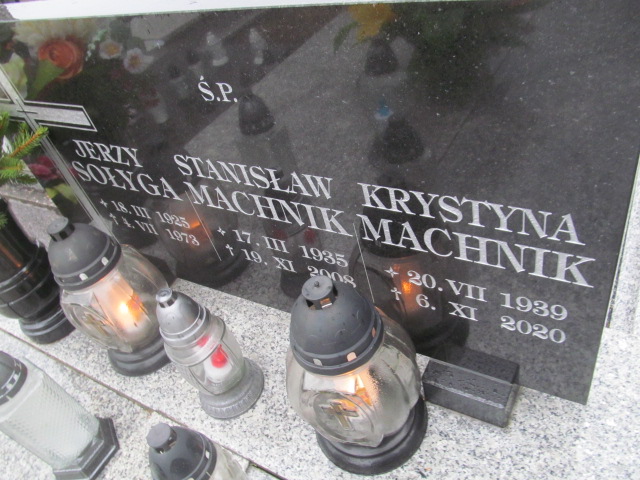 Ś.P.
JERZY
SOŁYGA
* 18. III 1925
† 3. VII 1973
STANISŁAW
MACHNIK
* 17. III 1935
† 19. XI 2008
KRYSTYNA
MACHNIK
* 20. VII 1939
† 6. XI 2020